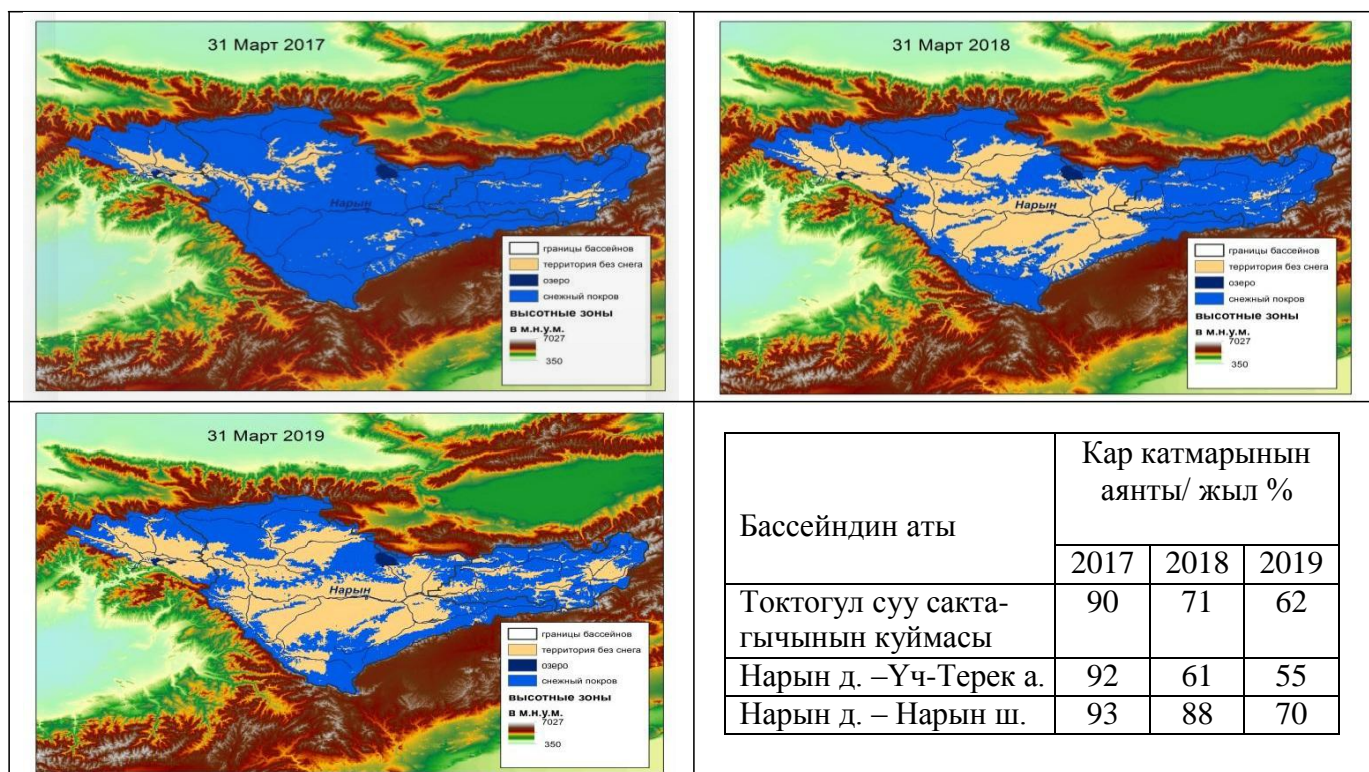 31 Март 2017
Нарын
границы бассейнов
территория без снега
озеро
снежный покров
высотные зоны
в м.н.у.м.
7027
350
31 Март 2018
Нарын
границы бассейнов
территория без снега
озеро
снежный покров
высотные зоны
в м.н.у.м.
7027
350
31 Март 2019
Нарын
границы бассейнов
территория без снега
озеро
снежный покров
высотные зоны
в м.н.у.м.
7027
350
Бассейндин аты
Кар катмарынын
аянты/ жыл %
2017 2018 2019
Токтогул суу сакта-
гычынын куймасы
90 71 62
Нарын д. –Үч-Терек а. 92 61 55
Нарын д. – Нарын ш. 93 88 70